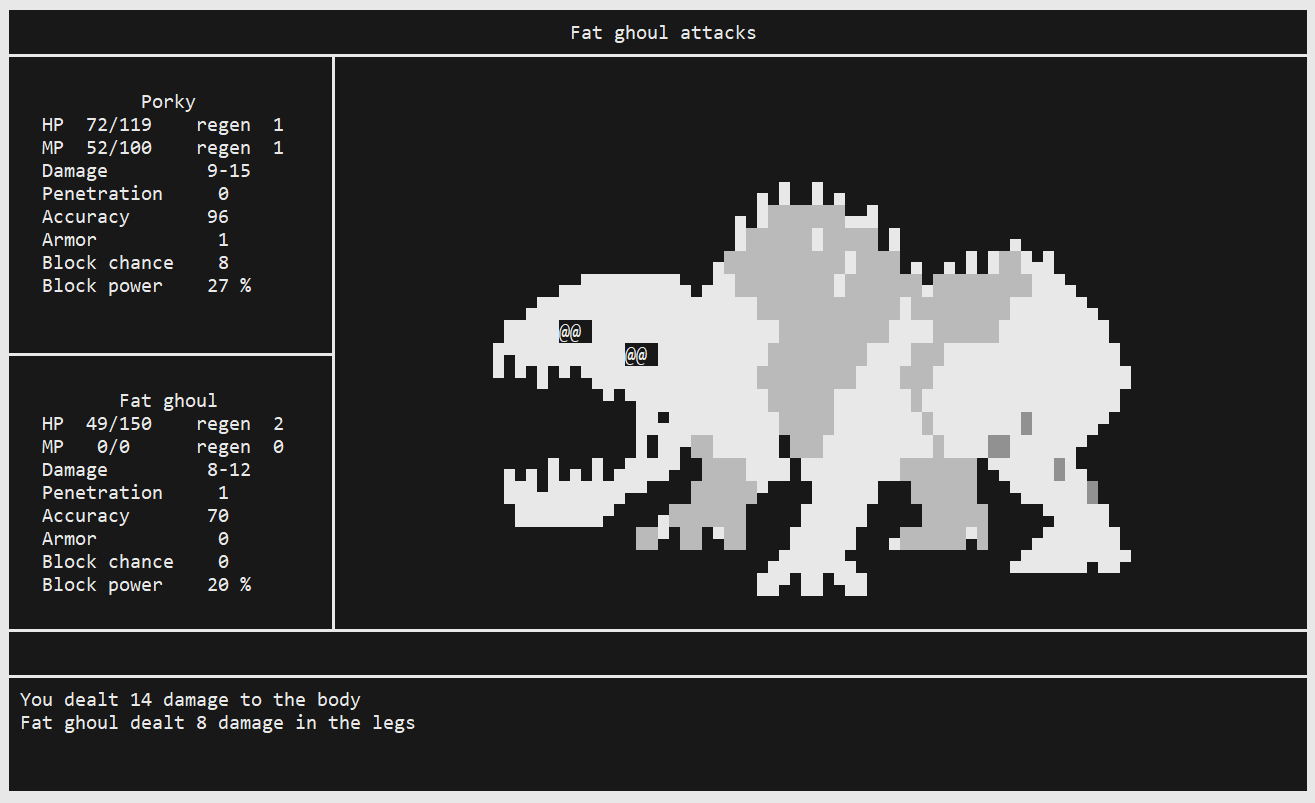 Fat ghoul attacks
Porky
HP 72/119 regen 1
MP 52/100 regen 1
Damage 9-15
Penetration 0
Accuracy 96
Armor 1
Block chance 8
Block power 27 %
@@
@@
Fat ghoul
HP 49/150 regen 2
MP 0/0 regen 0
Damage 8-12
Penetration 1
Accuracy 70
Armor 0
Block chance 0
Block power 20 %
You dealt 14 damage to the body
Fat ghoul dealt 8 damage in the legs